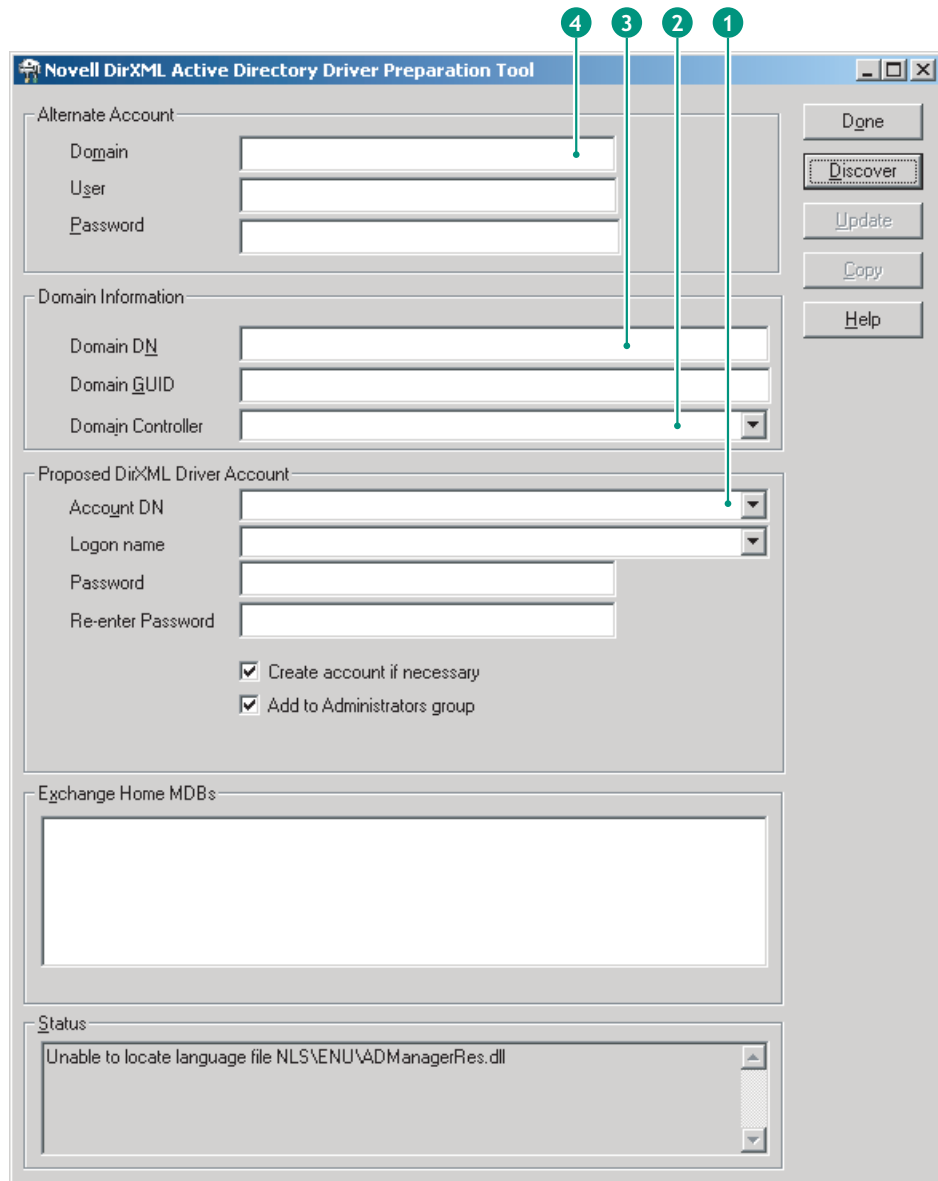 4 3 2 1
Novell DirXML Active Directory Driver Preparation Tool
Alternate Account
Domain
User
Password
Done
Discover
Update
Copy
Help
Domain Information
Domain DN
Domain GUID
Domain Controller
Proposed DirXML Driver Account
Account DN
Logon name
Password
Re-enter Password
Create account if necessary
Add to Administrators group
Exchange Home MDBs
Status
Unable to locate language file NLS\ENU\ADManagerRes.dll